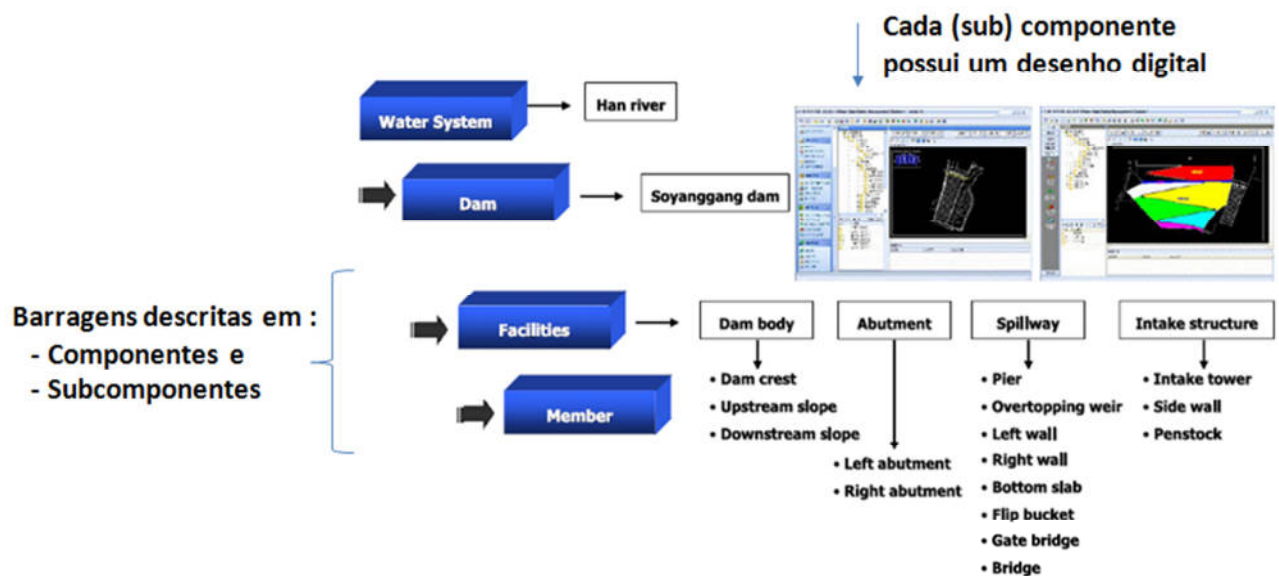 Cada (sub) componente
possui um desenho digital
Water System
Han river
Dam
Soyanggang dam
Barragens descritas em :
- Componentes e
- Subcomponentes
Facilities
Member
Dam body
• Dam crest
• Upstream slope
• Downstream slope
Abutment
• Left abutment
• Right abutment
Spillway
• Pier
• Overtopping weir
• Left wall
• Right wall
• Bottom slab
• Flip bucket
• Gate bridge
• Bridge
Intake structure
• Intake tower
• Side wall
• Penstock